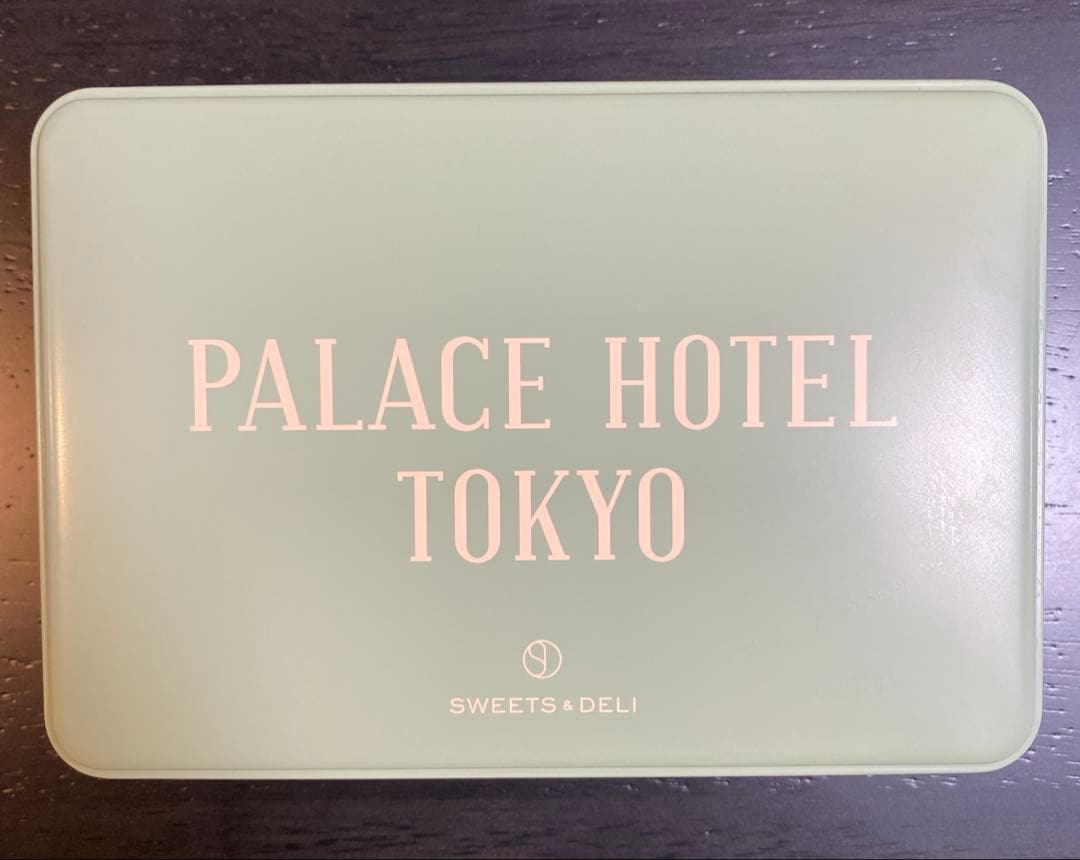 PALACE HOTEL
TOKYO
SWEETS & DELI